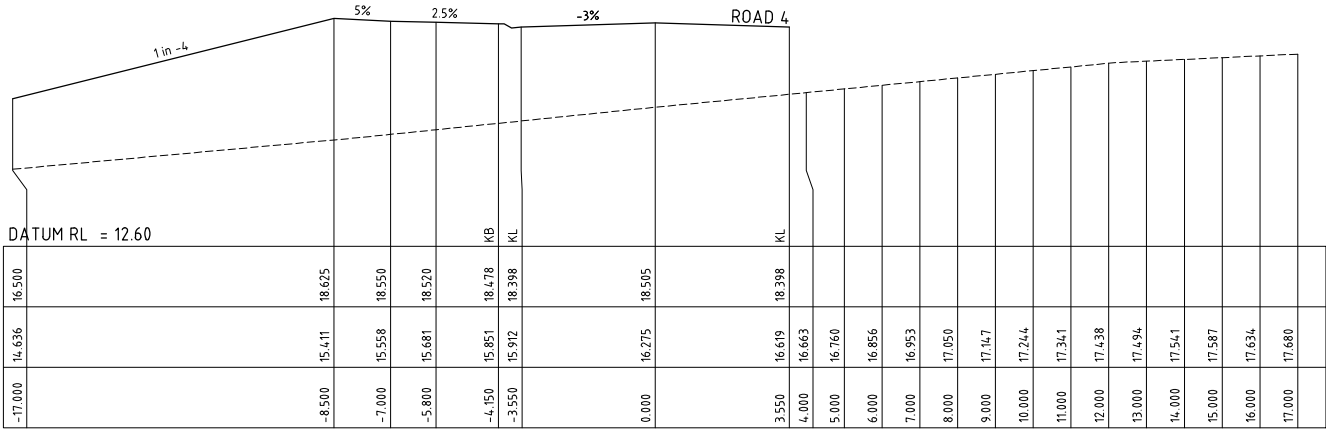 5% 2.5% -3% ROAD 4
1 in -4
DATUM RL = 12.60 KB KL KL
16.500 18.625 18.550 18.520 18.478 18.398 18.505 18.398
14.636 15.411 15.558 15.681 15.851 15.912 16.275 16.619 16.663 16.760 16.856 16.953 17.050 17.147 17.244 17.341 17.438 17.494 17.541 17.587 17.634 17.680
-17.000 -8.500 -7.000 -5.800 -4.150 -3.550 0.000 3.550 4.000 5.000 6.000 7.000 8.000 9.000 10.000 11.000 12.000 13.000 14.000 15.000 16.000 17.000